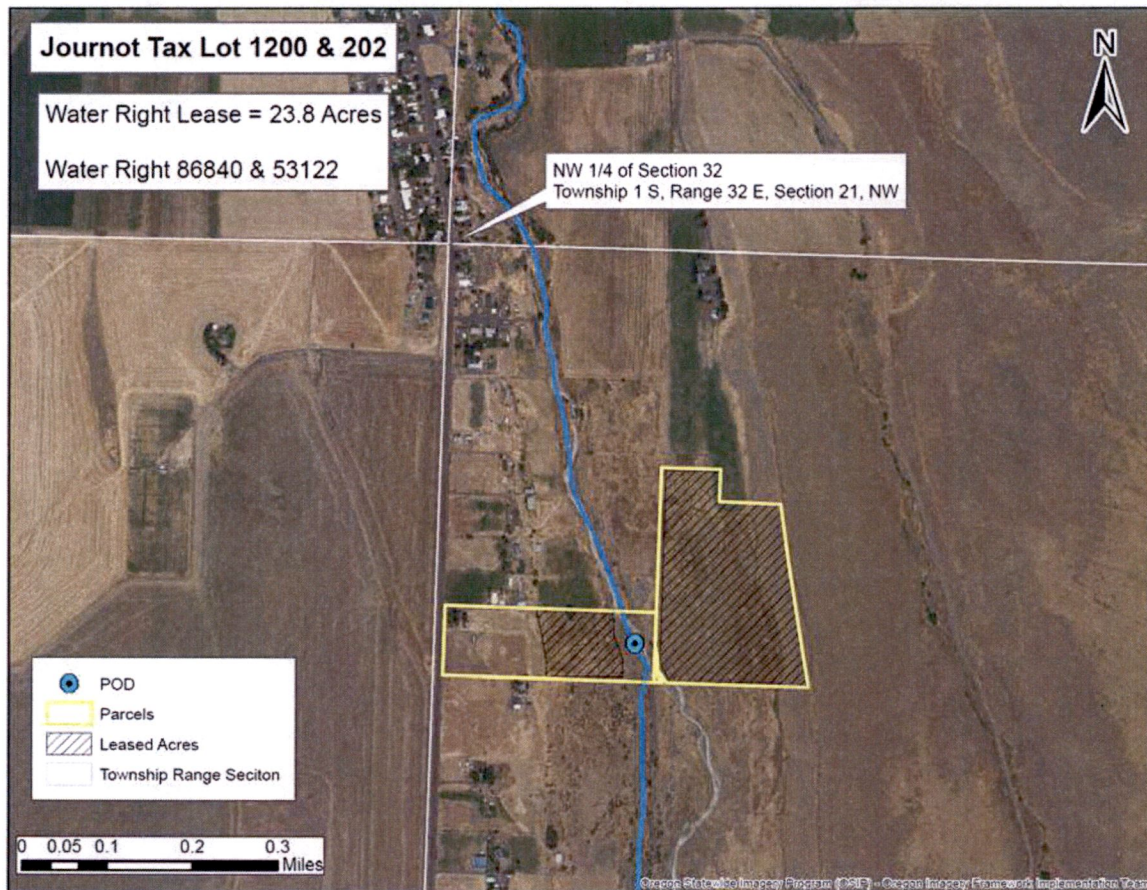 Journot Tax Lot 1200 & 202
Water Right Lease = 23.8 Acres
Water Right 86840 & 53122
N
NW 1/4 of Section 32
Township 1 S, Range 32 E, Section 21, NW
POD
Parcels
Leased Acres
Township Range Seciton
0 0.05 0.1 0.2 0.3
Miles
Oregon Statewide Imagery Program (OSIP) - Oregon Imagery Framework Implementation Tea